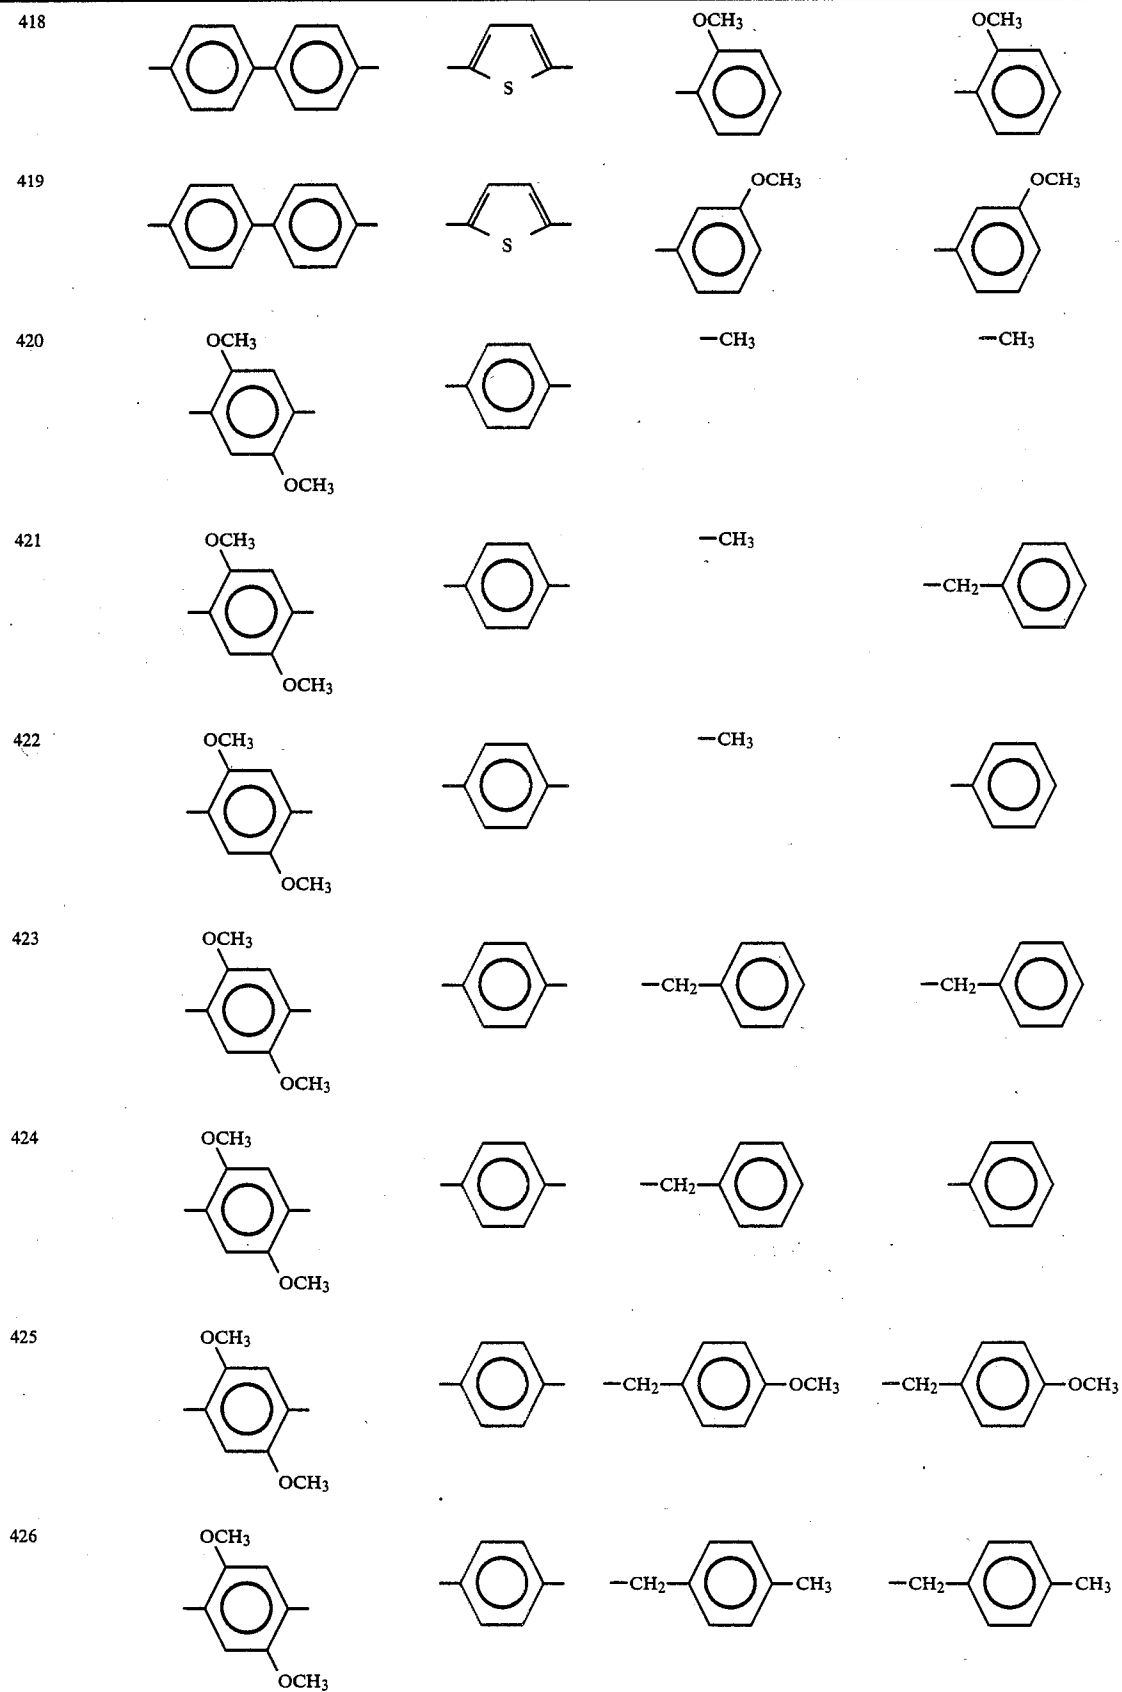 418 OCH3 OCH3
S
419 OCH3 OCH3
S
420 OCH3 —CH3 —CH3
OCH3
421 OCH3 —CH3
—CH2—
OCH3
422 OCH3 —CH3
OCH3
423 OCH3
—CH2— —CH2—
OCH3
424 OCH3
—CH2—
OCH3
425 OCH3
—CH2— —OCH3 —CH2— —OCH3
OCH3
426 OCH3
—CH2— —CH3 —CH2— —CH3
OCH3